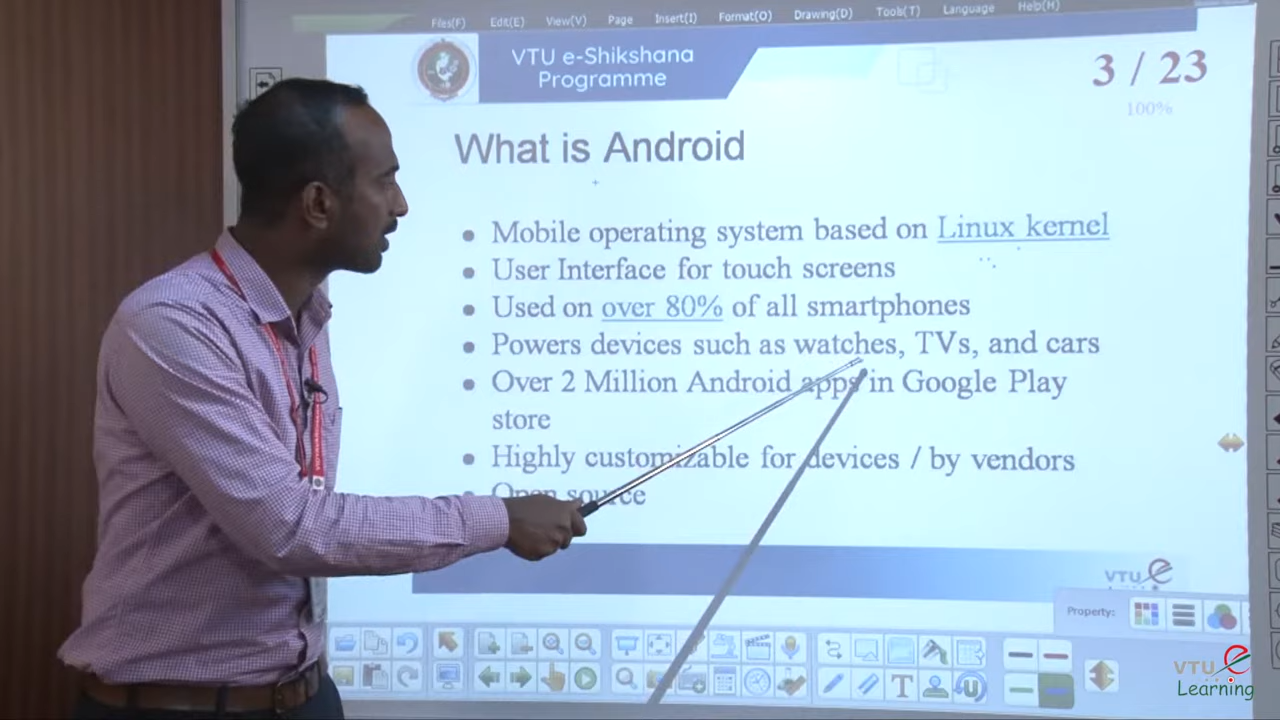 Files(F) Edit(E) View(V) Page Insert(I) Format(O) Drawing(D) Tools(T) Language Help(H)
VTU e-Shikshana
Programme
3 / 23
100%
What is Android
• Mobile operating system based on Linux kernel
• User Interface for touch screens
• Used on over 80% of all smartphones
• Powers devices such as watches, TVs, and cars
• Over 2 Million Android apps in Google Play
store
• Highly customizable for devices / by vendors
• Open source
VTU e
Property:
VTU e
Learning